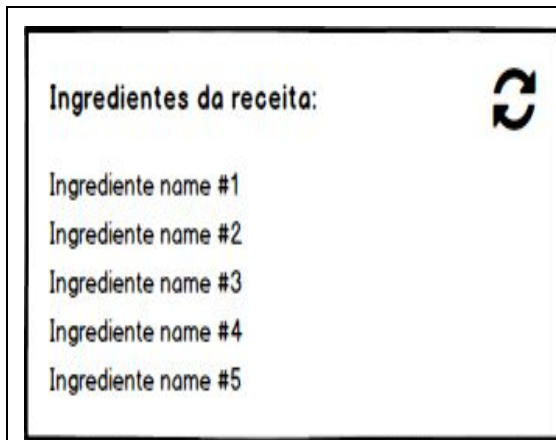 Ingredientes da receita:
Ingrediente name #1
Ingrediente name #2
Ingrediente name #3
Ingrediente name #4
Ingrediente name #5